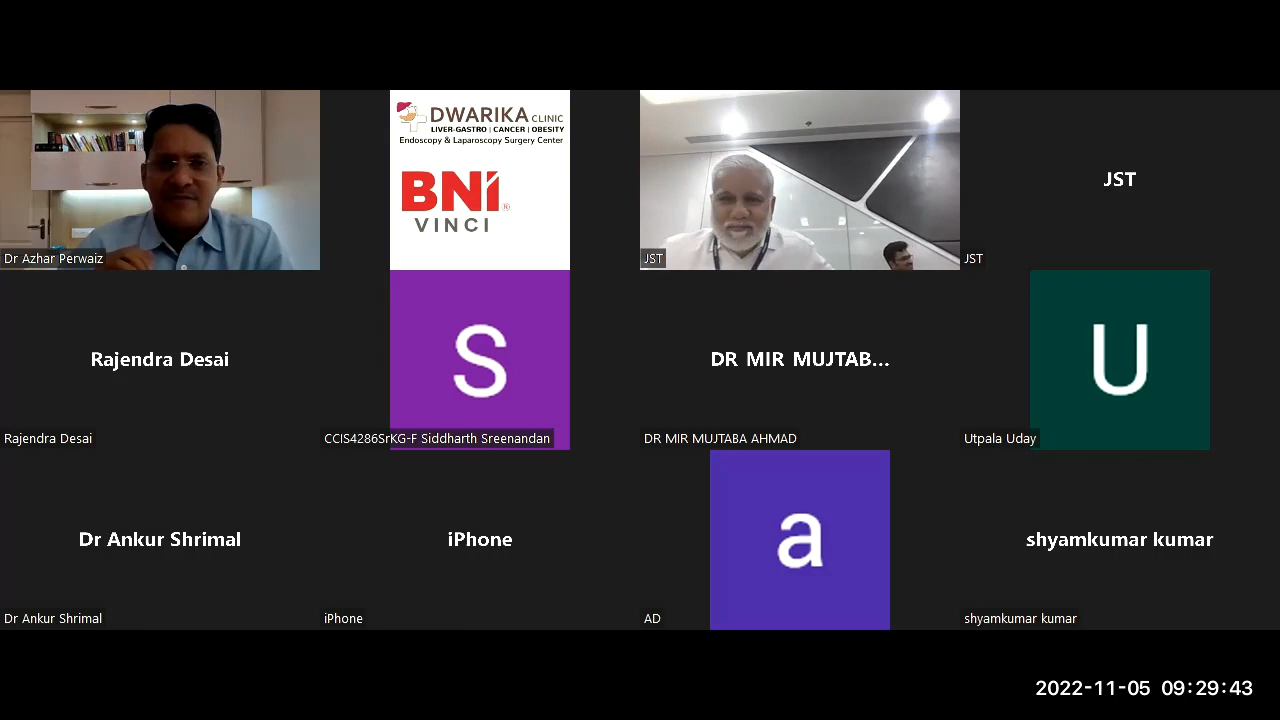 DWARIKA CLINIC
LIVER-GASTRO | CANCER | OBESITY
Endoscopy & Laparoscopy Surgery Center
BNI®
VINCI
Dr Azhar Perwaiz
JST
JST
JST
Rajendra Desai
Rajendra Desai
S
CCIS4286SrKG-F Siddharth Sreenandan
DR MIR MUJTAB...
DR MIR MUJTABA AHMAD
U
Utpala Uday
Dr Ankur Shrimal
Dr Ankur Shrimal
iPhone
iPhone
a
AD
shyamkumar kumar
shyamkumar kumar
2022-11-05 09:29:43